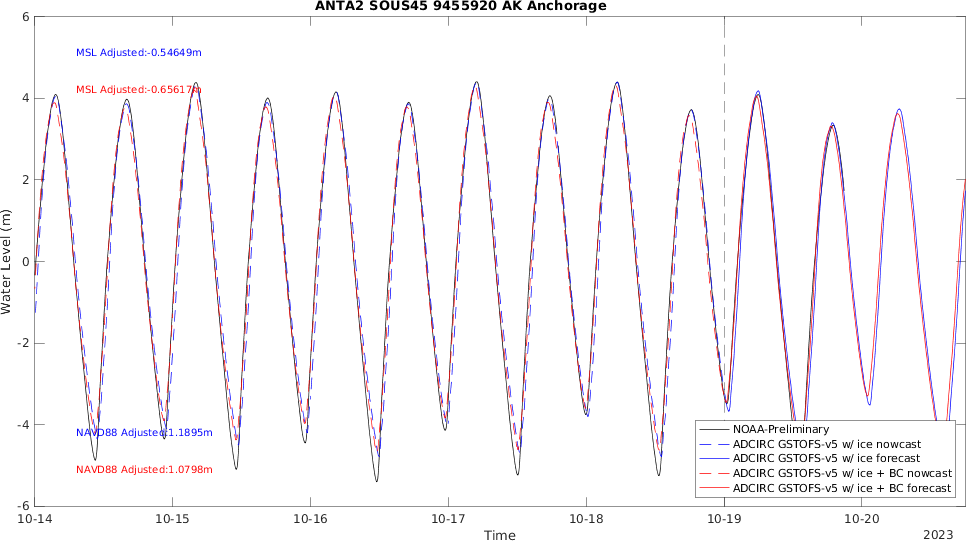 ANTA2 SOUS45 9455920 AK Anchorage
6
4
2
0
-2
-4
-6
Water Level (m)
MSL Adjusted:-0.54649m
MSL Adjusted:-0.65617m
NAVD88 Adjusted:1.1895m
NAVD88 Adjusted:1.0798m
NOAA-Preliminary
ADCIRC GSTOFS-v5 w/ ice nowcast
ADCIRC GSTOFS-v5 w/ ice forecast
ADCIRC GSTOFS-v5 w/ ice + BC nowcast
ADCIRC GSTOFS-v5 w/ ice + BC forecast
10-14 10-15 10-16 10-17 10-18 10-19 10-20
Time
2023